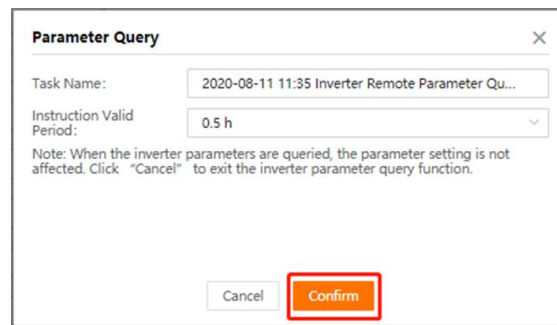 Parameter Query
Task Name:
2020-08-11 11:35 Inverter Remote Parameter Qu...
Instruction Valid
Period:
0.5 h
Note: When the inverter parameters are queried, the parameter setting is not
affected. Click “Cancel” to exit the inverter parameter query function.
Cancel
Confirm